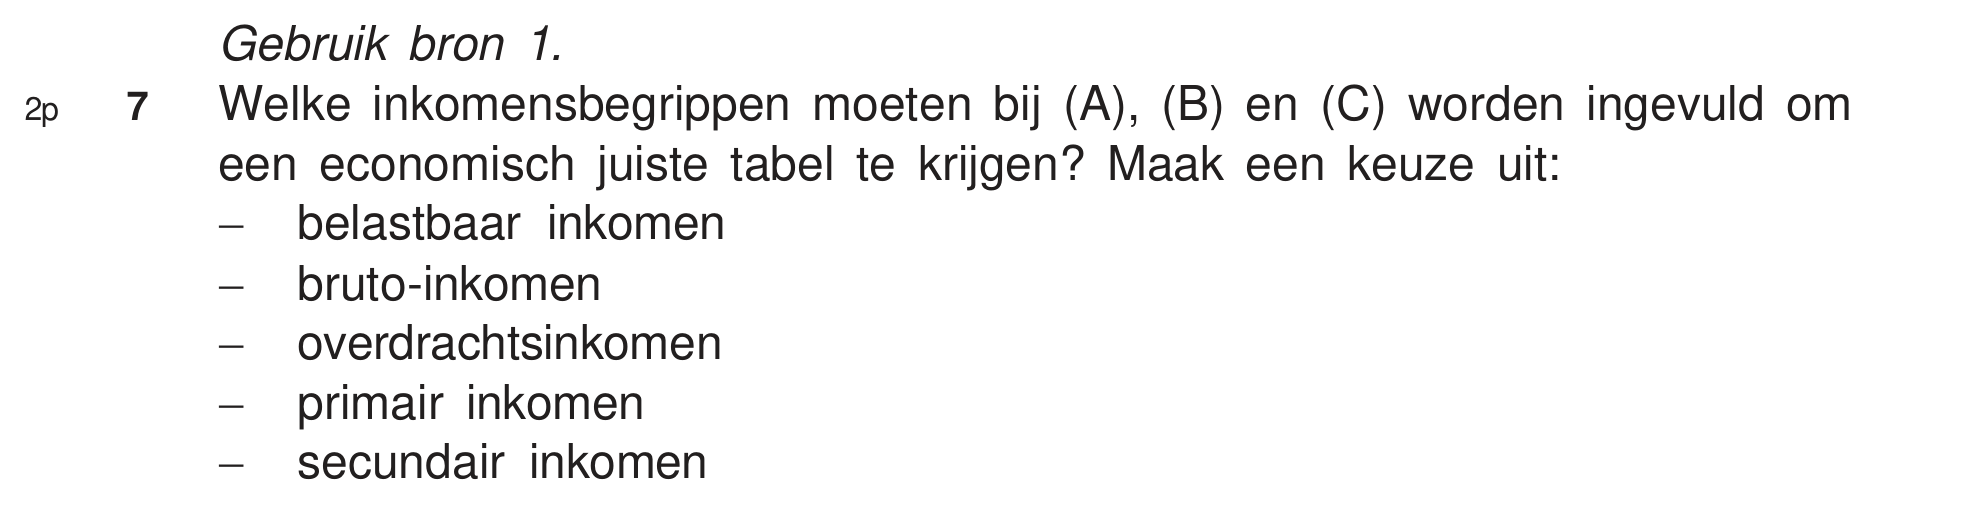 Gebruik bron 1.
2p 7 Welke inkomensbegrippen moeten bij (A), (B) en (C) worden ingevuld om
een economisch juiste tabel te krijgen? Maak een keuze uit:
– belastbaar inkomen
– bruto-inkomen
– overdrachtsinkomen
– primair inkomen
– secundair inkomen